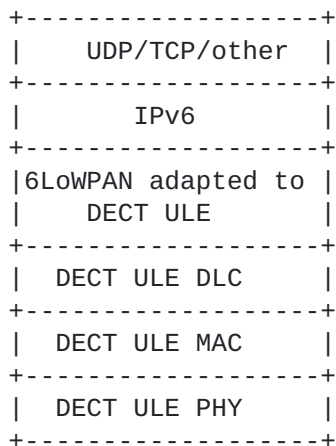 +-------------------+
|    UDP/TCP/other  |
+-------------------+
|       IPv6        |
+-------------------+
|6LoWPAN adapted to |
|     DECT ULE      |
+-------------------+
|   DECT ULE DLC    |
+-------------------+
|   DECT ULE MAC    |
+-------------------+
|   DECT ULE PHY    |
+-------------------+